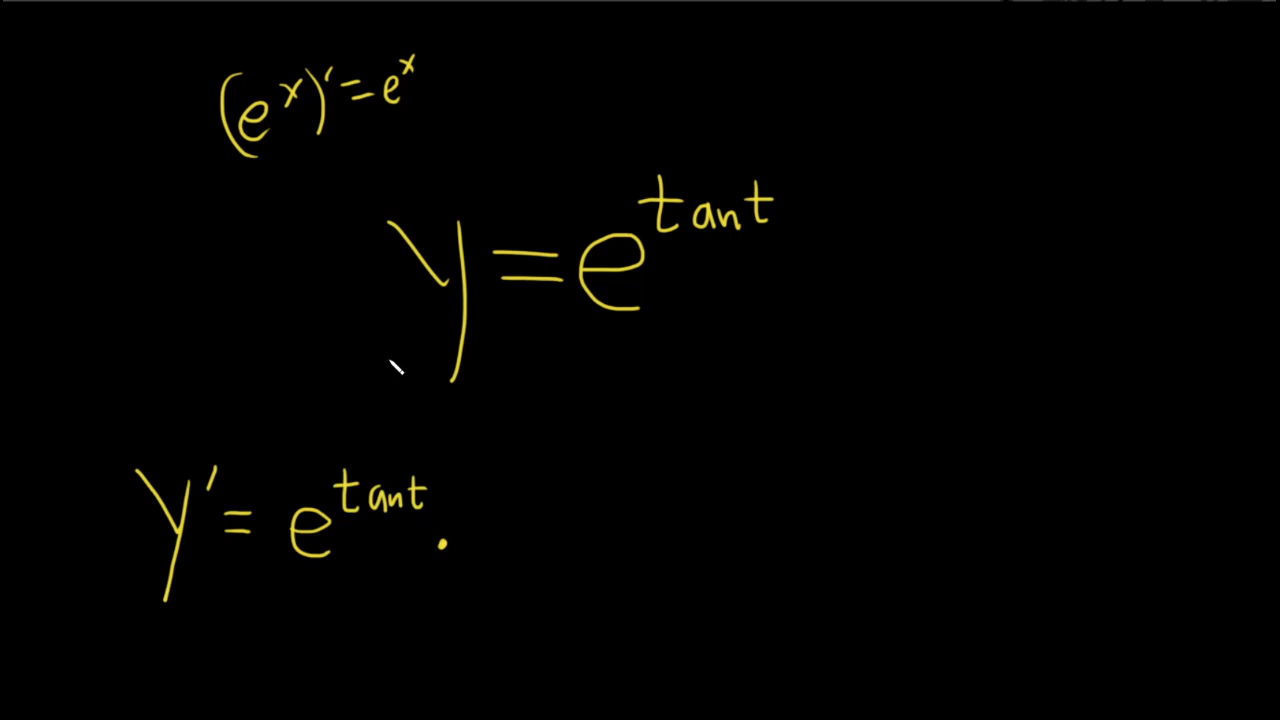 (e^x)' = e^x
y = e^tant
y' = e^tant ·